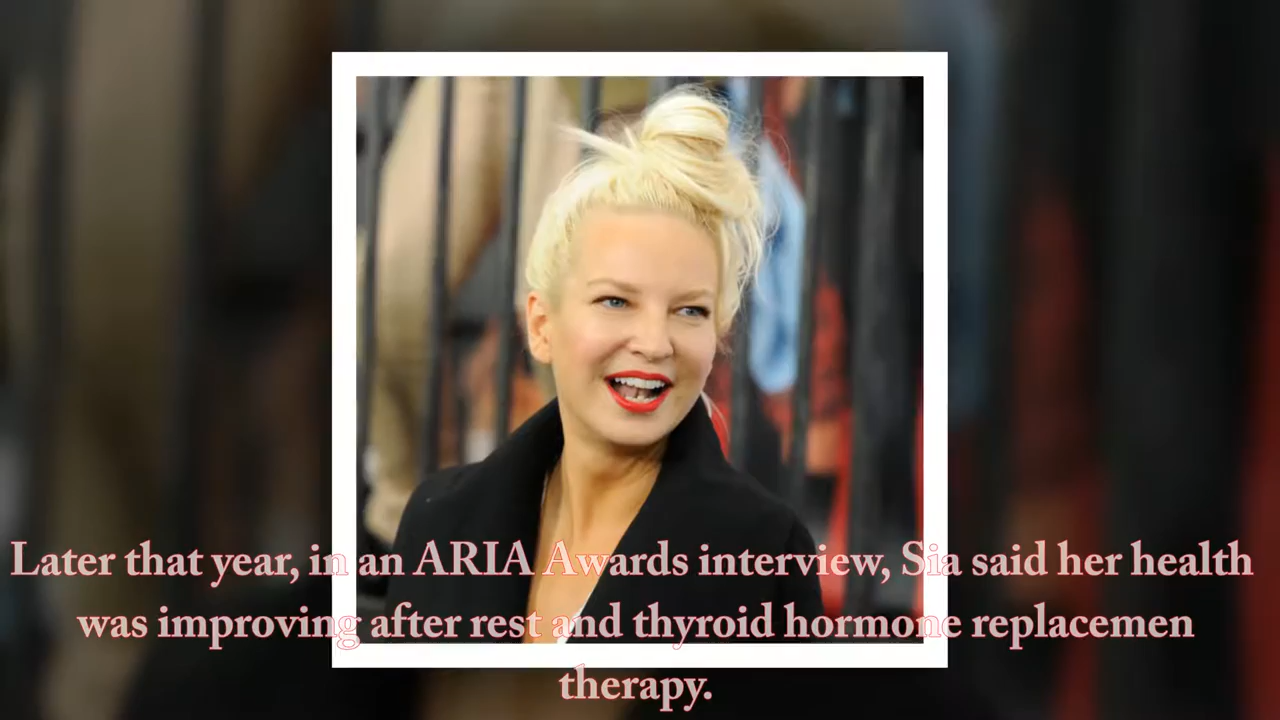 Later that year, in an ARIA Awards interview, Sia said her health
was improving after rest and thyroid hormone replacemen
therapy.